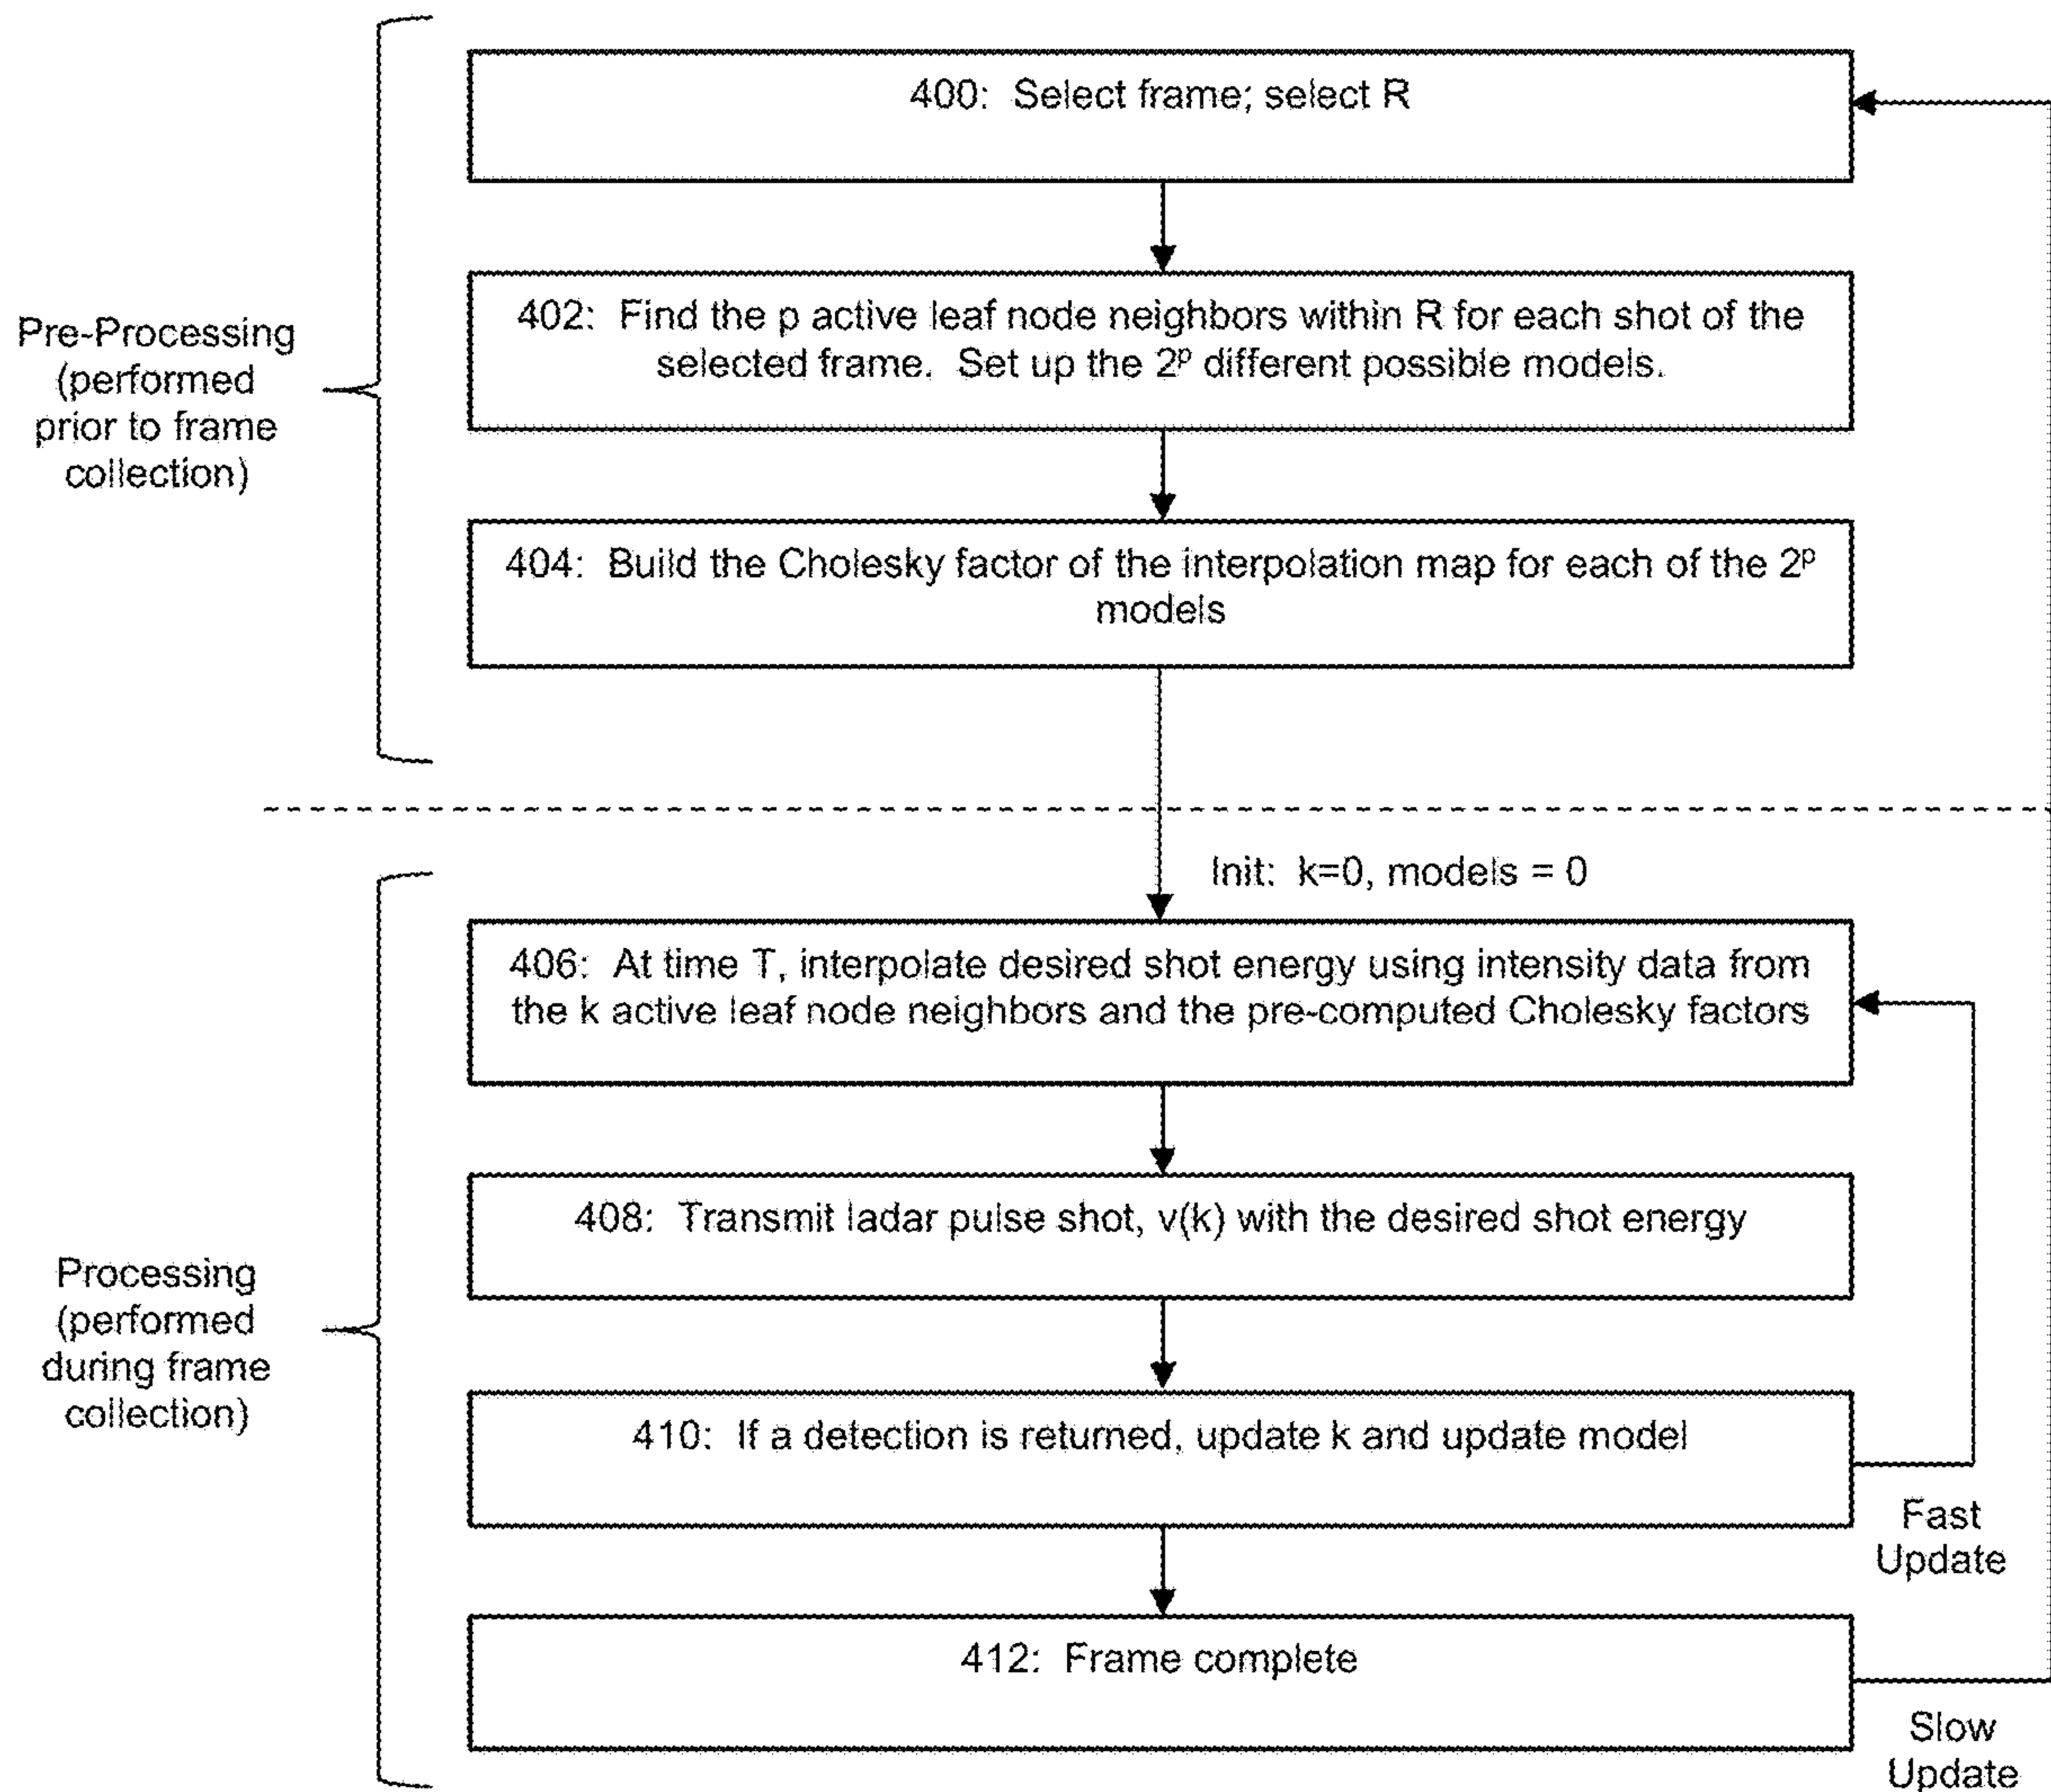 400: Select frame; select R
402: Find the p active leaf node neighbors within R for each shot of the
selected frame. Set up the 2ᵖ different possible models.
Pre-Processing
(performed
prior to frame
collection)
404: Build the Cholesky factor of the interpolation map for each of the 2ᵖ
models
Init: k=0, models = 0
406: At time T, interpolate desired shot energy using intensity data from
the k active leaf node neighbors and the pre-computed Cholesky factors
408: Transmit ladar pulse shot, v(k) with the desired shot energy
Processing
(performed
during frame
collection)
410: If a detection is returned, update k and update model
Fast
Update
412: Frame complete
Slow
Update